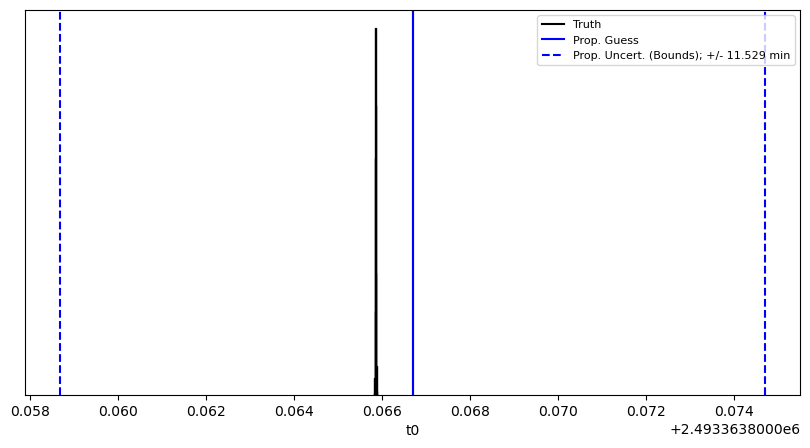 Truth
Prop. Guess
Prop. Uncert. (Bounds); +/- 11.529 min
0.058 0.060 0.062 0.064 0.066 0.068 0.070 0.072 0.074
t0
+2.4933638000e6